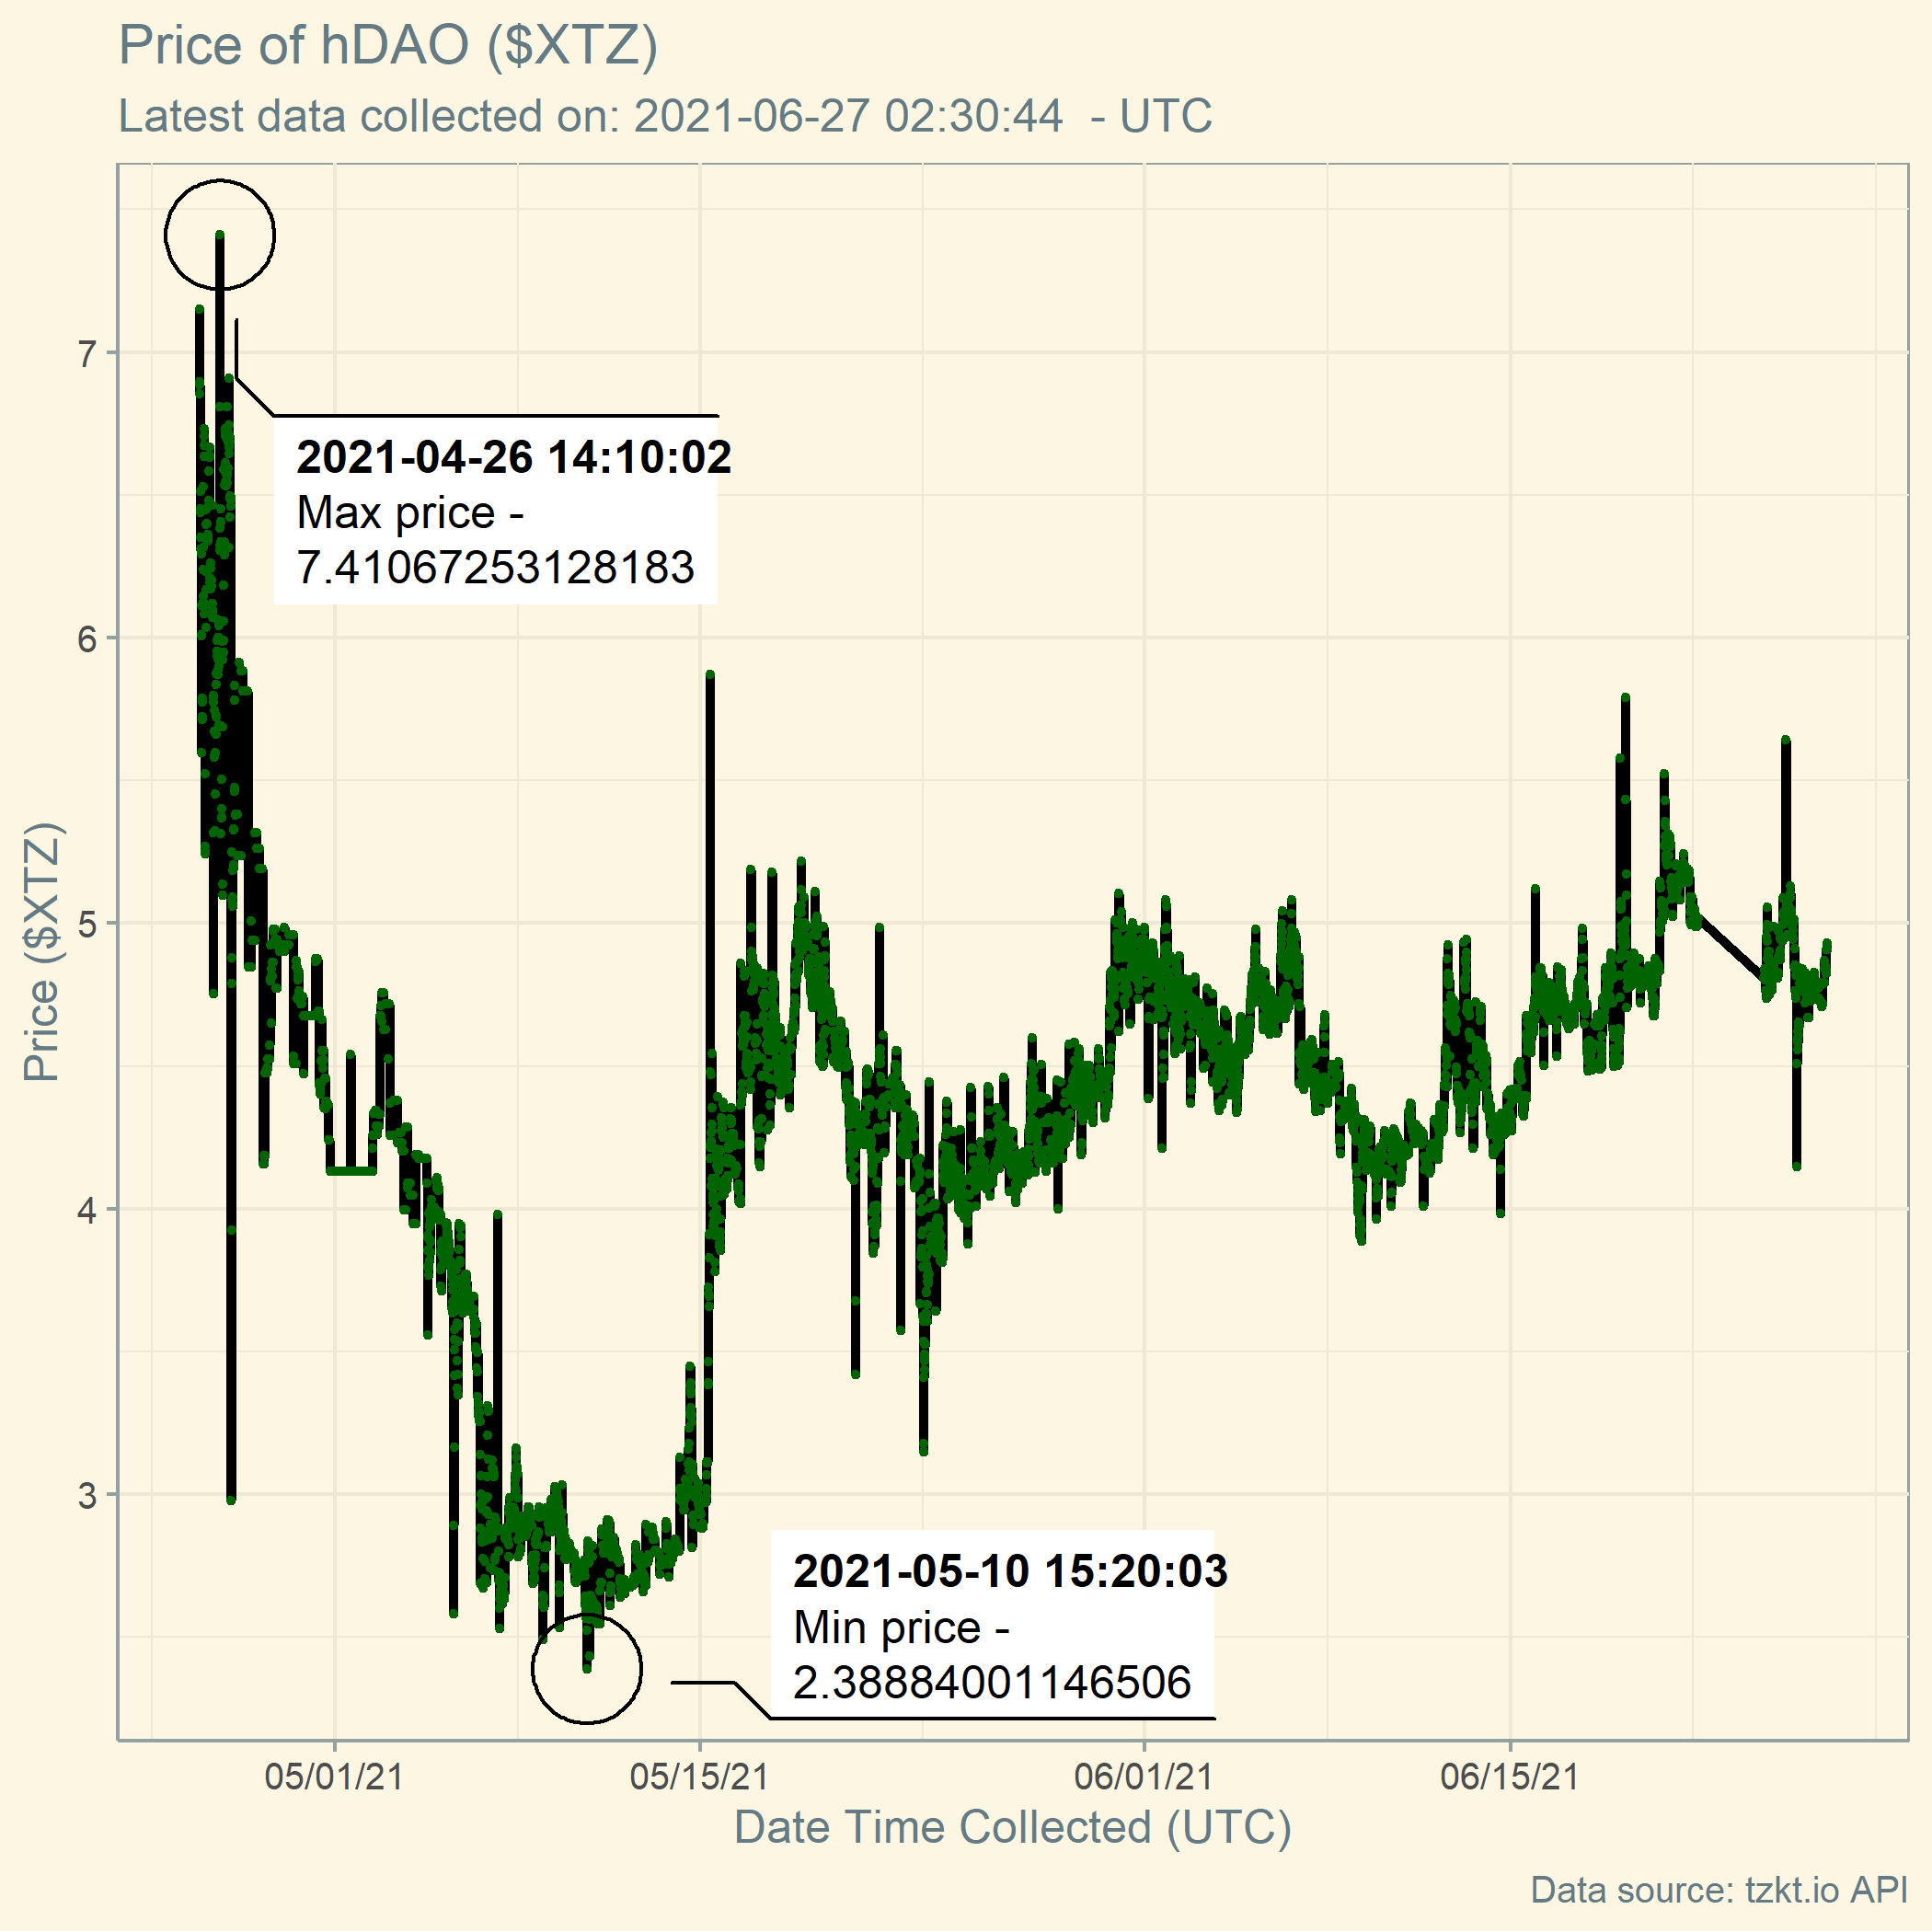 Price of hDAO ($XTZ)
Latest data collected on: 2021-06-27 02:30:44  - UTC
2021-04-26 14:10:02
Max price -
7.41067253128183
7
6
5
4
3
Price ($XTZ)
2021-05-10 15:20:03
Min price -
2.38884001146506
05/01/21
05/15/21
06/01/21
06/15/21
Date Time Collected (UTC)
Data source: tzkt.io API